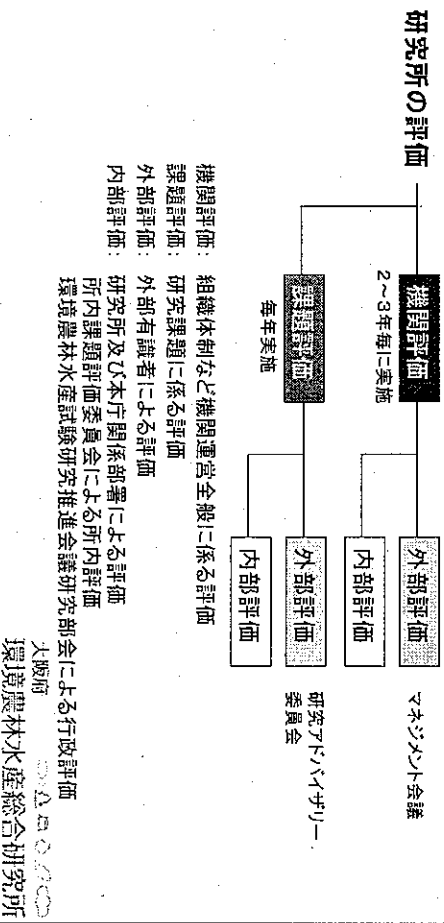 研究所の評価
機関評価
2～3年毎に実施
外部評価
マネジメント会議
内部評価
課題評価
毎年実施
外部評価
研究アドバイザリー
委員会
内部評価
機関評価： 組織体制など機関運営全般に係る評価
課題評価： 研究課題に係る評価
外部評価： 外部有識者による評価
内部評価： 研究所及び本庁関係部署による評価
所内課題評価委員会による所内評価
環境農林水産試験研究推進会議研究部会による行政評価
大阪府
環境農林水産総合研究所